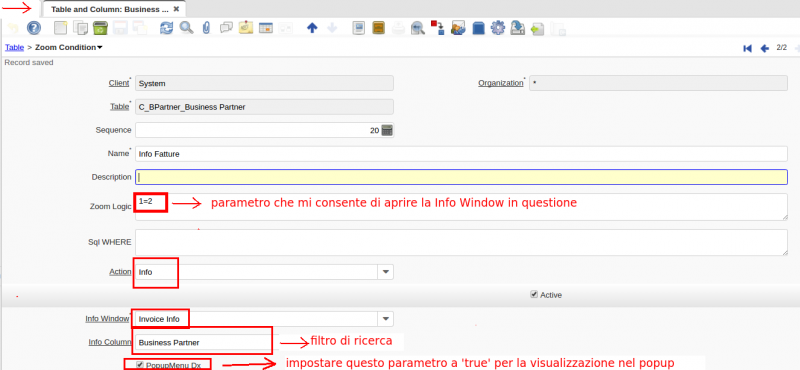 Table and Column: Business ... ✖
Table > Zoom Condition
2/2
Record saved
Client* System
Organization* *
Table* C_BPartner_Business Partner
Sequence 20
Name* Info Fatture
Description
Zoom Logic 1=2
parametro che mi consente di aprire la Info Window in questione
Sql WHERE
Action Info
Active
Info Window* Invoice Info
Info Column Business Partner
filtro di ricerca
PopupMenu Dx
impostare questo parametro a 'true' per la visualizzazione nel popup